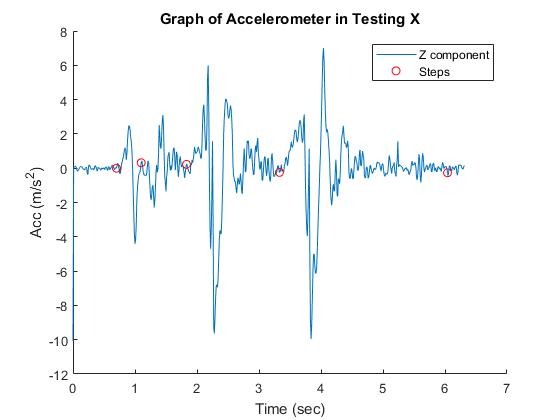 Graph of Accelerometer in Testing X
Z component
Steps
8
6
4
2
0
-2
-4
-6
-8
-10
-12
Acc (m/s²)
0 1 2 3 4 5 6 7
Time (sec)